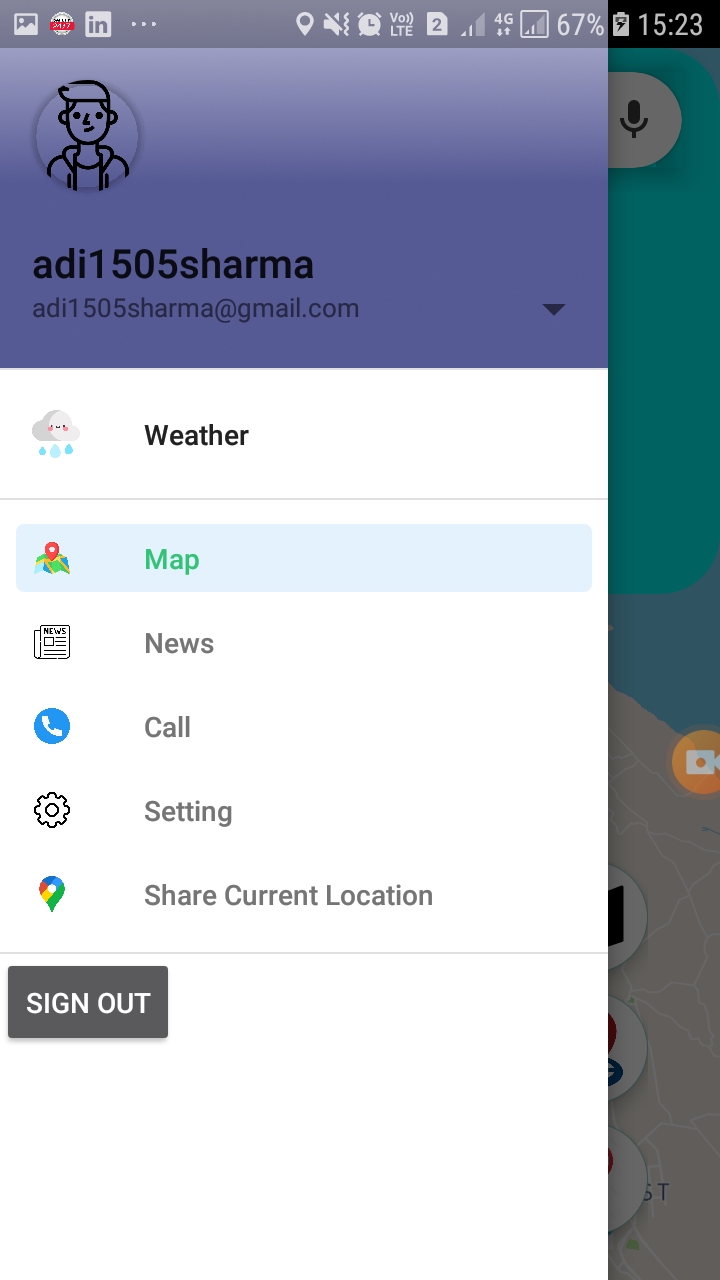 Vo)) 2 4G 67% 15:23
LTE
adi1505sharma
adi1505sharma@gmail.com
Weather
Map
NEWS
News
Call
Setting
Share Current Location
SIGN OUT
ST